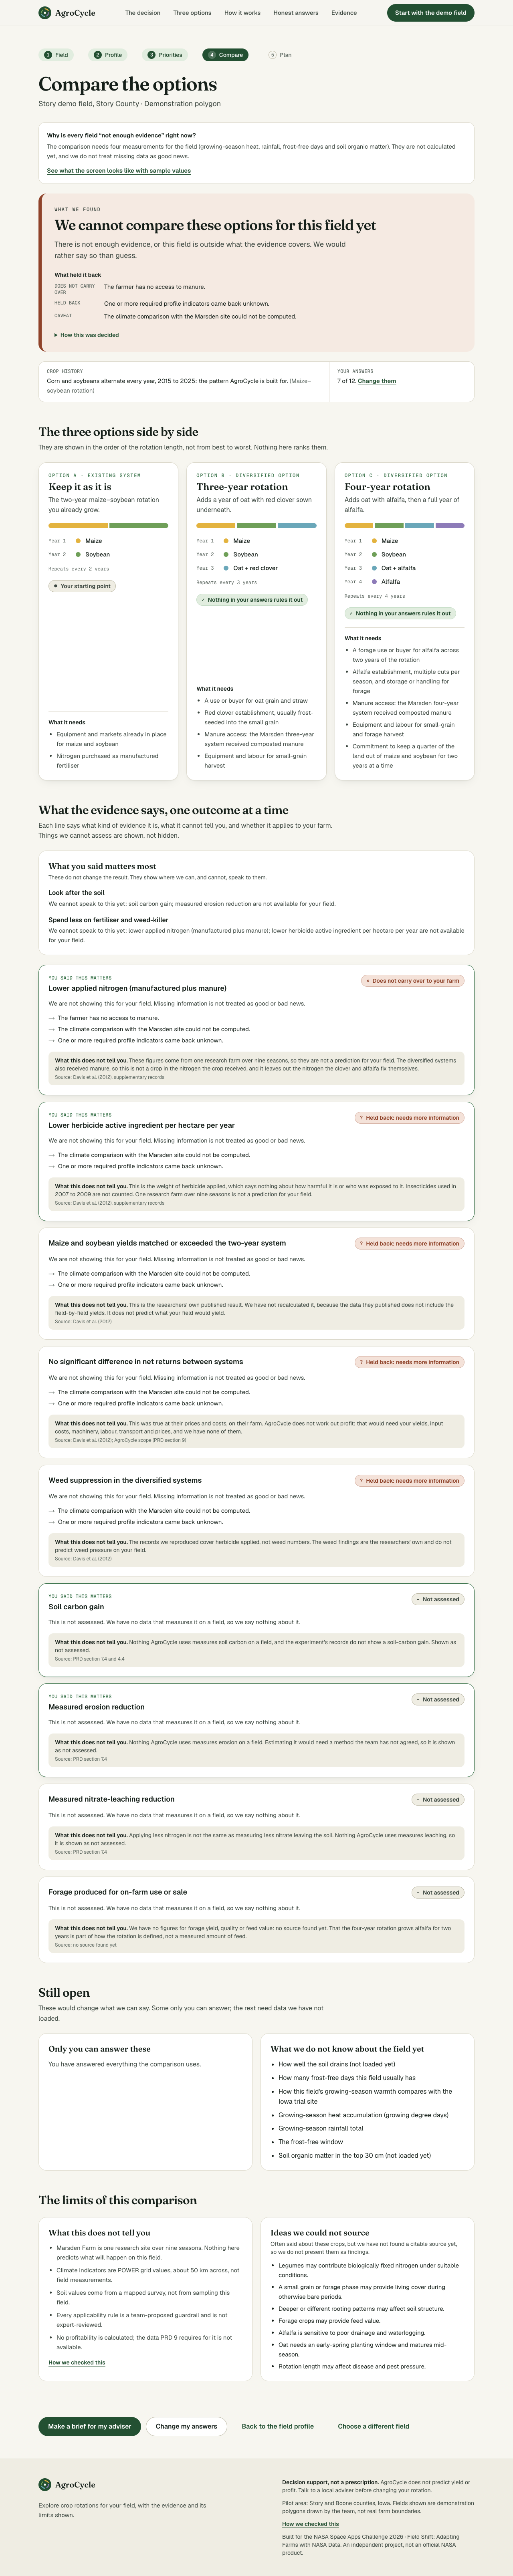 AgroCycle
The decision
Three options
How it works
Honest answers
Evidence
Start with the demo field
1 Field
2 Profile
3 Priorities
4 Compare
5 Plan
Compare the options
Story demo field, Story County · Demonstration polygon
Why is every field “not enough evidence” right now?
The comparison needs four measurements for the field (growing-season heat, rainfall, frost-free days and soil organic matter). They are not calculated
yet, and we do not treat missing data as good news.
See what the screen looks like with sample values
WHAT WE FOUND
We cannot compare these options for this field yet
There is not enough evidence, or this field is outside what the evidence covers. We would
rather say so than guess.
What held it back
DOES NOT CARRY
OVER
The farmer has no access to manure.
HELD BACK
One or more required profile indicators came back unknown.
CAVEAT
The climate comparison with the Marsden site could not be computed.
▶ How this was decided
CROP HISTORY
Corn and soybeans alternate every year, 2015 to 2025: the pattern AgroCycle is built for. (Maize–
soybean rotation)
YOUR ANSWERS
7 of 12. Change them
The three options side by side
They are shown in the order of the rotation length, not from best to worst. Nothing here ranks them.
OPTION A · EXISTING SYSTEM
Keep it as it is
The two-year maize–soybean rotation
you already grow.
Year 1 Maize
Year 2 Soybean
Repeats every 2 years
Your starting point
What it needs
• Equipment and markets already in place
for maize and soybean
• Nitrogen purchased as manufactured
fertiliser
OPTION B · DIVERSIFIED OPTION
Three-year rotation
Adds a year of oat with red clover sown
underneath.
Year 1 Maize
Year 2 Soybean
Year 3 Oat + red clover
Repeats every 3 years
✓ Nothing in your answers rules it out
What it needs
• A use or buyer for oat grain and straw
• Red clover establishment, usually frost-
seeded into the small grain
• Manure access: the Marsden three-year
system received composted manure
• Equipment and labour for small-grain
harvest
OPTION C · DIVERSIFIED OPTION
Four-year rotation
Adds oat with alfalfa, then a full year of
alfalfa.
Year 1 Maize
Year 2 Soybean
Year 3 Oat + alfalfa
Year 4 Alfalfa
Repeats every 4 years
✓ Nothing in your answers rules it out
What it needs
• A forage use or buyer for alfalfa across
two years of the rotation
• Alfalfa establishment, multiple cuts per
season, and storage or handling for
forage
• Manure access: the Marsden four-year
system received composted manure
• Equipment and labour for small-grain
and forage harvest
• Commitment to keep a quarter of the
land out of maize and soybean for two
years at a time
What the evidence says, one outcome at a time
Each line says what kind of evidence it is, what it cannot tell you, and whether it applies to your farm.
Things we cannot assess are shown, not hidden.
What you said matters most
These do not change the result. They show where we can, and cannot, speak to them.
Look after the soil
We cannot speak to this yet: soil carbon gain; measured erosion reduction are not available for your field.
Spend less on fertiliser and weed-killer
We cannot speak to this yet: lower applied nitrogen (manufactured plus manure); lower herbicide active ingredient per hectare per year are not available
for your field.
YOU SAID THIS MATTERS
Lower applied nitrogen (manufactured plus manure)
× Does not carry over to your farm
We are not showing this for your field. Missing information is not treated as good or bad news.
→ The farmer has no access to manure.
→ The climate comparison with the Marsden site could not be computed.
→ One or more required profile indicators came back unknown.
What this does not tell you. These figures come from one research farm over nine seasons, so they are not a prediction for your field. The diversified systems
also received manure, so this is not a drop in the nitrogen the crop received, and it leaves out the nitrogen the clover and alfalfa fix themselves.
Source: Davis et al. (2012), supplementary records
YOU SAID THIS MATTERS
Lower herbicide active ingredient per hectare per year
? Held back: needs more information
We are not showing this for your field. Missing information is not treated as good or bad news.
→ The climate comparison with the Marsden site could not be computed.
→ One or more required profile indicators came back unknown.
What this does not tell you. This is the weight of herbicide applied, which says nothing about how harmful it is or who was exposed to it. Insecticides used in
2007 to 2009 are not counted. One research farm over nine seasons is not a prediction for your field.
Source: Davis et al. (2012), supplementary records
Maize and soybean yields matched or exceeded the two-year system
? Held back: needs more information
We are not showing this for your field. Missing information is not treated as good or bad news.
→ The climate comparison with the Marsden site could not be computed.
→ One or more required profile indicators came back unknown.
What this does not tell you. This is the researchers' own published result. We have not recalculated it, because the data they published does not include the
field-by-field yields. It does not predict what your field would yield.
Source: Davis et al. (2012)
No significant difference in net returns between systems
? Held back: needs more information
We are not showing this for your field. Missing information is not treated as good or bad news.
→ The climate comparison with the Marsden site could not be computed.
→ One or more required profile indicators came back unknown.
What this does not tell you. This was true at their prices and costs, on their farm. AgroCycle does not work out profit: that would need your yields, input
costs, machinery, labour, transport and prices, and we have none of them.
Source: Davis et al. (2012); AgroCycle scope (PRD section 9)
Weed suppression in the diversified systems
? Held back: needs more information
We are not showing this for your field. Missing information is not treated as good or bad news.
→ The climate comparison with the Marsden site could not be computed.
→ One or more required profile indicators came back unknown.
What this does not tell you. The records we reproduced cover herbicide applied, not weed numbers. The weed findings are the researchers' own and do not
predict weed pressure on your field.
Source: Davis et al. (2012)
YOU SAID THIS MATTERS
Soil carbon gain
– Not assessed
This is not assessed. We have no data that measures it on a field, so we say nothing about it.
What this does not tell you. Nothing AgroCycle uses measures soil carbon on a field, and the experiment's records do not show a soil-carbon gain. Shown as
not assessed.
Source: PRD section 7.4 and 4.4
YOU SAID THIS MATTERS
Measured erosion reduction
– Not assessed
This is not assessed. We have no data that measures it on a field, so we say nothing about it.
What this does not tell you. Nothing AgroCycle uses measures erosion on a field. Estimating it would need a method the team has not agreed, so it is shown
as not assessed.
Source: PRD section 7.4
Measured nitrate-leaching reduction
– Not assessed
This is not assessed. We have no data that measures it on a field, so we say nothing about it.
What this does not tell you. Applying less nitrogen is not the same as measuring less nitrate leaving the soil. Nothing AgroCycle uses measures leaching, so
it is shown as not assessed.
Source: PRD section 7.4
Forage produced for on-farm use or sale
– Not assessed
This is not assessed. We have no data that measures it on a field, so we say nothing about it.
What this does not tell you. We have no figures for forage yield, quality or feed value: no source found yet. That the four-year rotation grows alfalfa for two
years is part of how the rotation is defined, not a measured amount of feed.
Source: no source found yet
Still open
These would change what we can say. Some only you can answer; the rest need data we have not
loaded.
Only you can answer these
You have answered everything the comparison uses.
What we do not know about the field yet
• How well the soil drains (not loaded yet)
• How many frost-free days this field usually has
• How this field's growing-season warmth compares with the
Iowa trial site
• Growing-season heat accumulation (growing degree days)
• Growing-season rainfall total
• The frost-free window
• Soil organic matter in the top 30 cm (not loaded yet)
The limits of this comparison
What this does not tell you
• Marsden Farm is one research site over nine seasons. Nothing here
predicts what will happen on this field.
• Climate indicators are POWER grid values, about 50 km across, not
field measurements.
• Soil values come from a mapped survey, not from sampling this
field.
• Every applicability rule is a team-proposed guardrail and is not
expert-reviewed.
• No profitability is calculated; the data PRD 9 requires for it is not
available.
How we checked this
Ideas we could not source
Often said about these crops, but we have not found a citable source yet,
so we do not present them as findings.
• Legumes may contribute biologically fixed nitrogen under suitable
conditions.
• A small grain or forage phase may provide living cover during
otherwise bare periods.
• Deeper or different rooting patterns may affect soil structure.
• Forage crops may provide feed value.
• Alfalfa is sensitive to poor drainage and waterlogging.
• Oat needs an early-spring planting window and matures mid-
season.
• Rotation length may affect disease and pest pressure.
Make a brief for my adviser
Change my answers
Back to the field profile
Choose a different field
AgroCycle
Explore crop rotations for your field, with the evidence and its
limits shown.
Decision support, not a prescription. AgroCycle does not predict yield or
profit. Talk to a local adviser before changing your rotation.
Pilot area: Story and Boone counties, Iowa. Fields shown are demonstration
polygons drawn by the team, not real farm boundaries.
How we checked this
Built for the NASA Space Apps Challenge 2026 · Field Shift: Adapting
Farms with NASA Data. An independent project, not an official NASA
product.